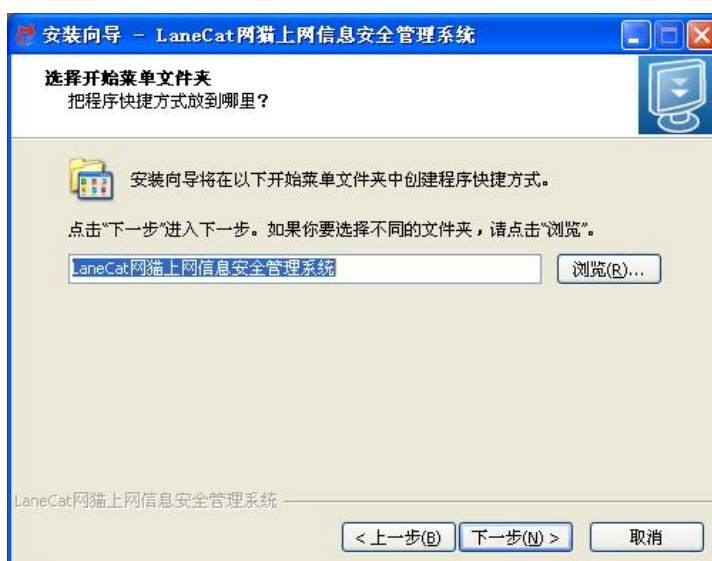 安装向导 - LaneCat网猫上网信息安全管理系统
选择开始菜单文件夹
把程序快捷方式放到哪里?
安装向导将在以下开始菜单文件夹中创建程序快捷方式。
点击"下一步"进入下一步。如果你要选择不同的文件夹,请点击"浏览"。
LaneCat网猫上网信息安全管理系统
浏览(R)...
LaneCat网猫上网信息安全管理系统
< 上一步(B)
下一步(N) >
取消